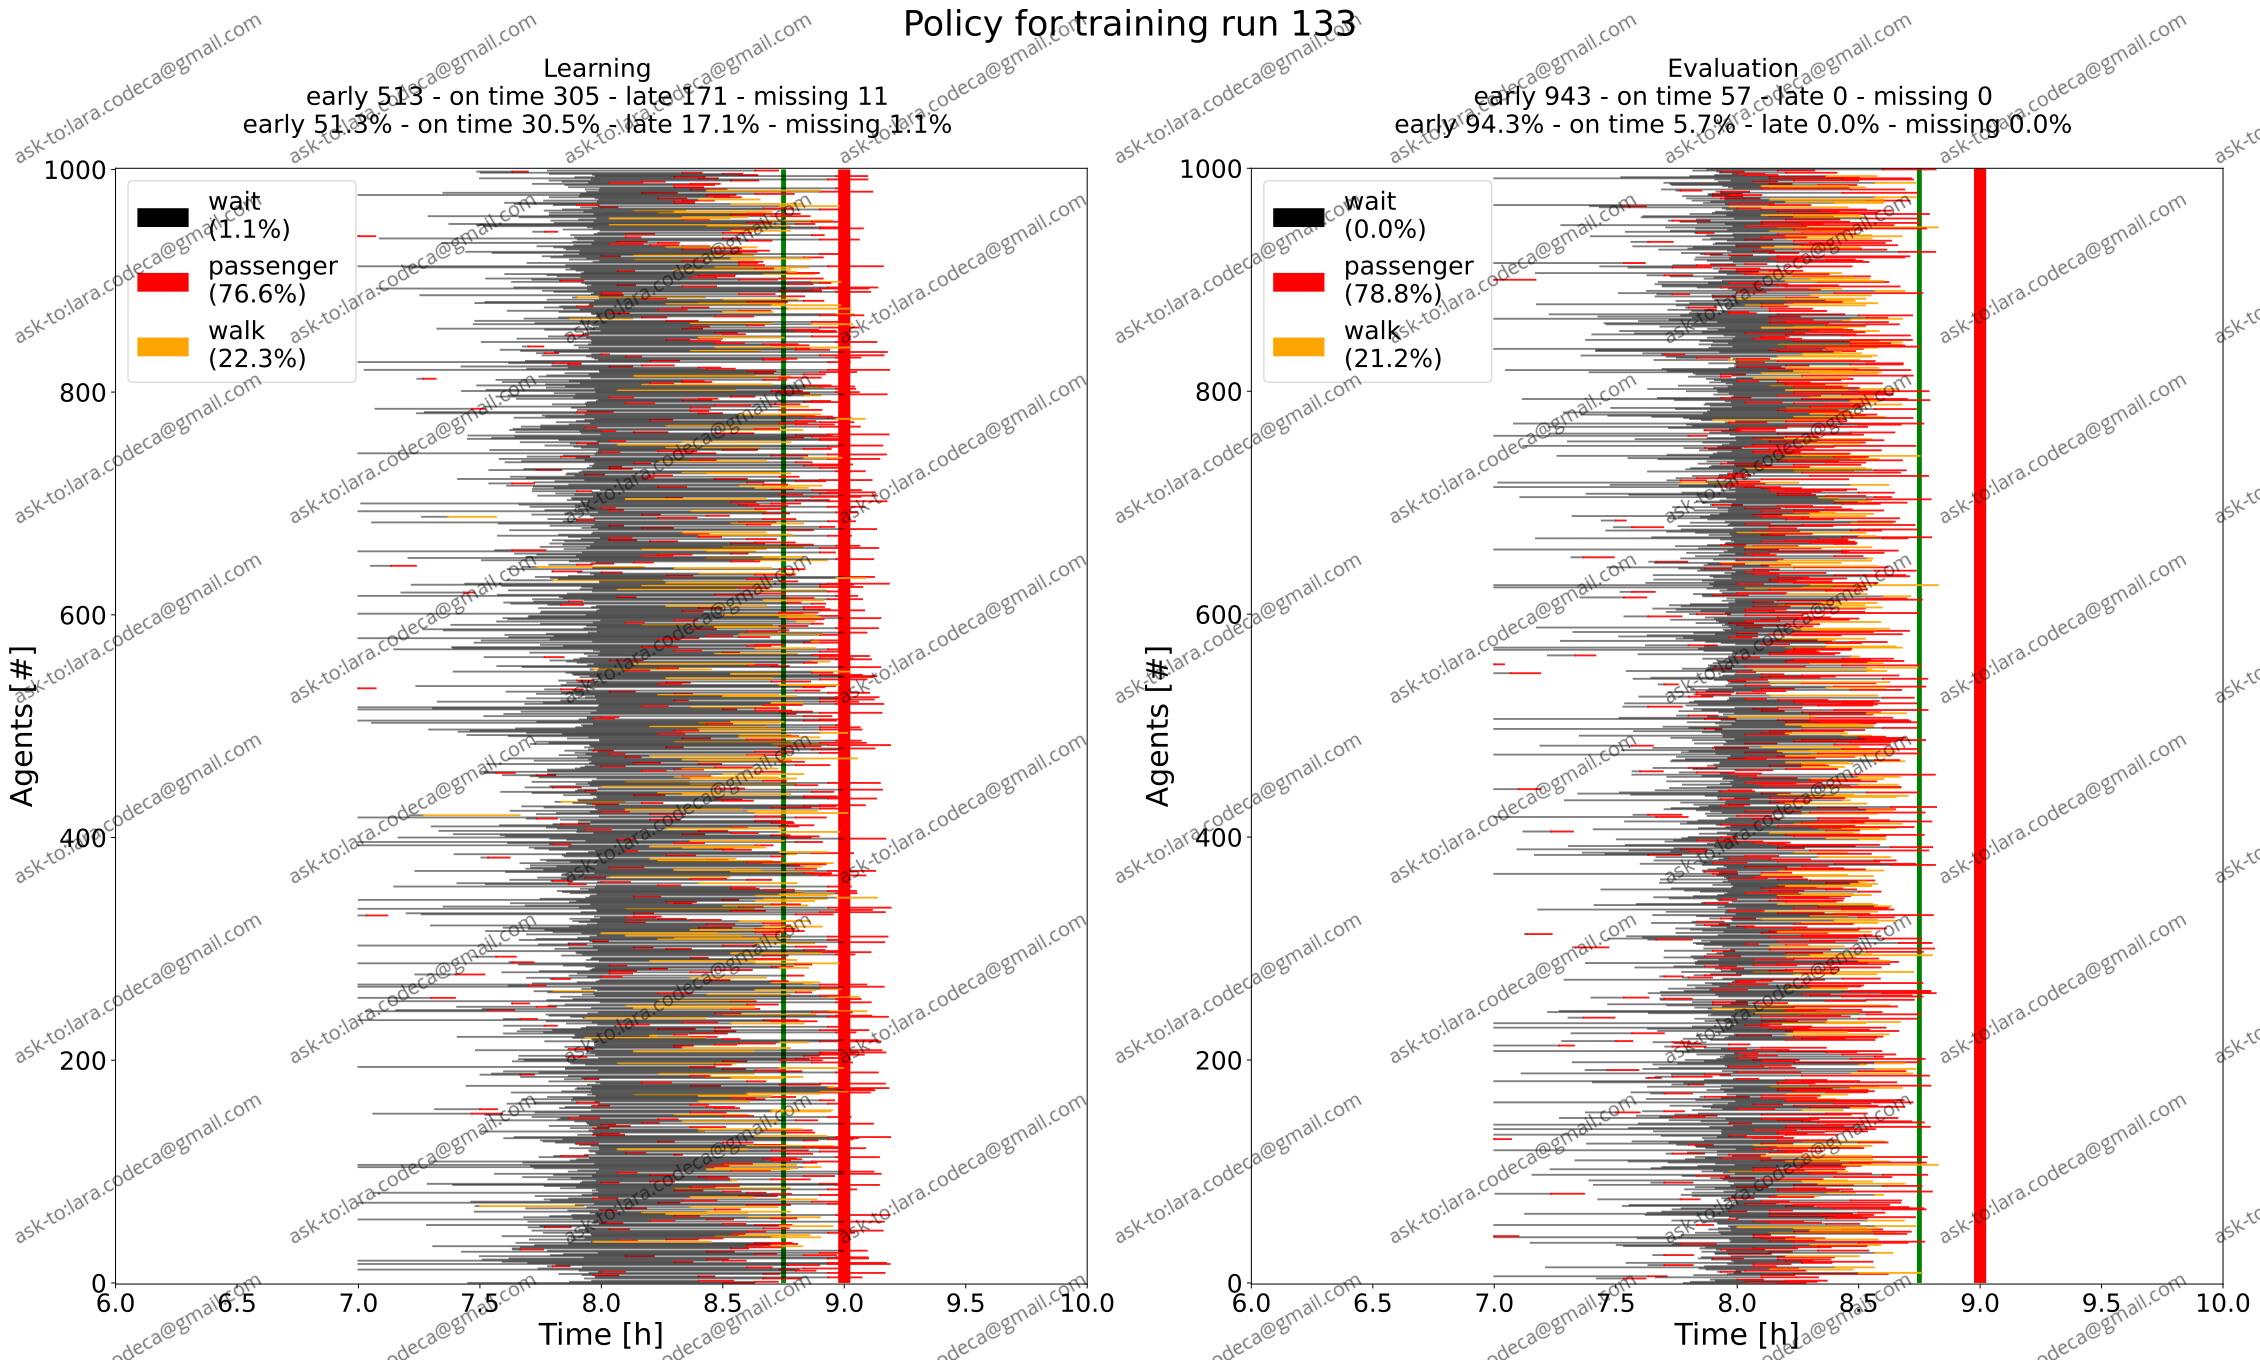 Policy for training run 133
Learning
early 513 - on time 305 - late 171 - missing 11
early 51.3% - on time 30.5% - late 17.1% - missing 1.1%
1000
800
600
400
200
0
Agents [#]
wait
(1.1%)
passenger
(76.6%)
walk
(22.3%)
6.0 6.5 7.0 7.5 8.0 8.5 9.0 9.5 10.0
Time [h]
Evaluation
early 943 - on time 57 - late 0 - missing 0
early 94.3% - on time 5.7% - late 0.0% - missing 0.0%
1000
800
600
400
200
0
Agents [#]
wait
(0.0%)
passenger
(78.8%)
walk
(21.2%)
6.0 6.5 7.0 7.5 8.0 8.5 9.0 9.5 10.0
Time [h]
ask-to:lara.codeca@gmail.com